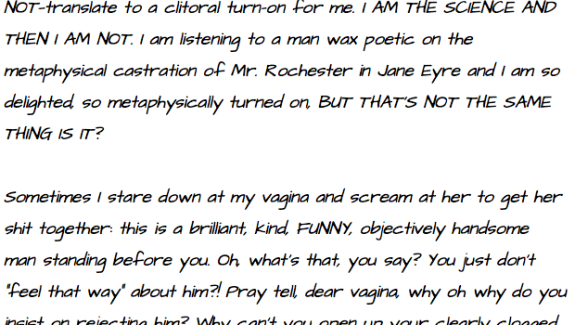 NOT-translate to a clitoral turn-on for me. I AM THE SCIENCE AND
THEN I AM NOT. I am listening to a man wax poetic on the
metaphysical castration of Mr. Rochester in Jane Eyre and I am so
delighted, so metaphysically turned on, BUT THAT'S NOT THE SAME
THING IS IT?
Sometimes I stare down at my vagina and scream at her to get her
shit together: this is a brilliant, kind, FUNNY, objectively handsome
man standing before you. Oh, what's that, you say? You just don't
"feel that way" about him?! Pray tell, dear vagina, why oh why do you
insist on rejecting him? Why can't you open up your clearly clogged